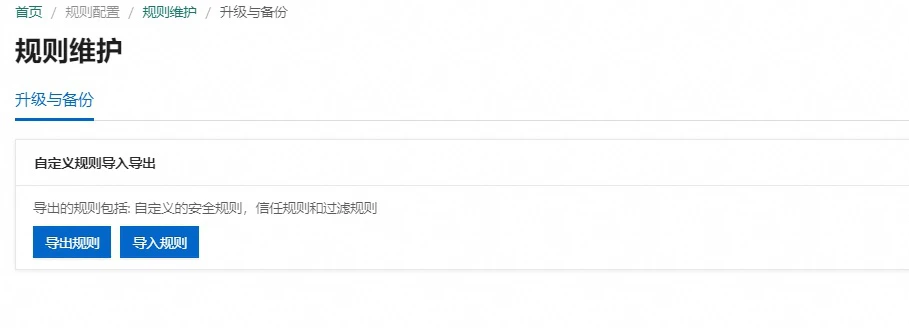 首页 / 规则配置 / 规则维护 / 升级与备份
规则维护
升级与备份
自定义规则导入导出
导出的规则包括: 自定义的安全规则，信任规则和过滤规则
导出规则 导入规则